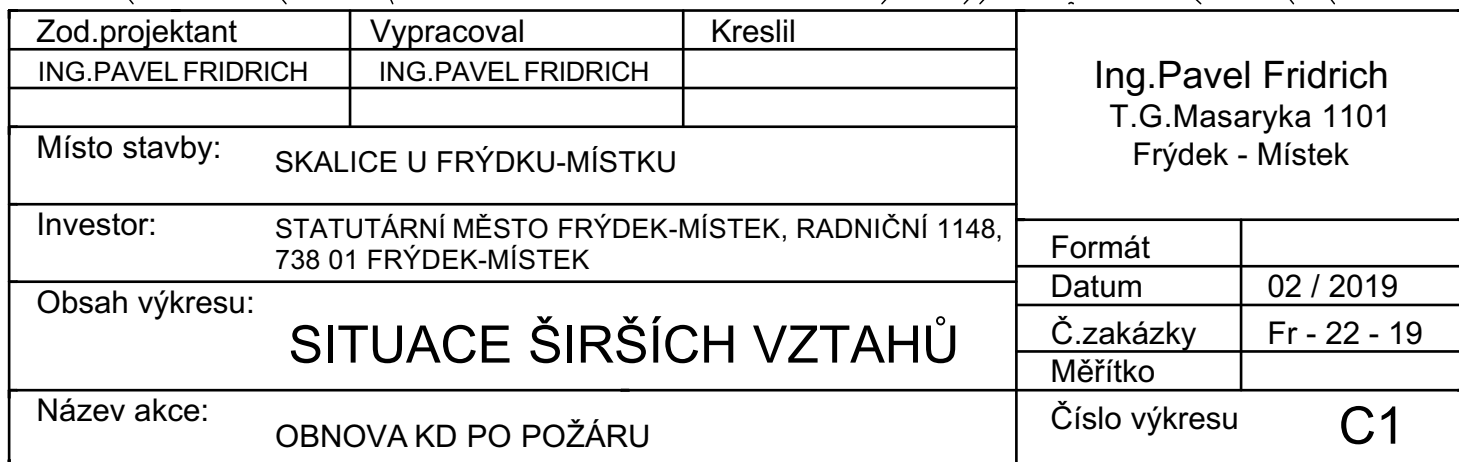 Zod.projektant Vypracoval Kreslil
ING.PAVEL FRIDRICH ING.PAVEL FRIDRICH
Ing.Pavel Fridrich
T.G.Masaryka 1101
Frýdek - Místek
Místo stavby: SKALICE U FRÝDKU-MÍSTKU
Investor: STATUTÁRNÍ MĚSTO FRÝDEK-MÍSTEK, RADNIČNÍ 1148,
738 01 FRÝDEK-MÍSTEK
Formát
Datum 02 / 2019
Obsah výkresu:
SITUACE ŠIRŠÍCH VZTAHŮ
Č.zakázky Fr - 22 - 19
Měřítko
Název akce: OBNOVA KD PO POŽÁRU
Číslo výkresu C1